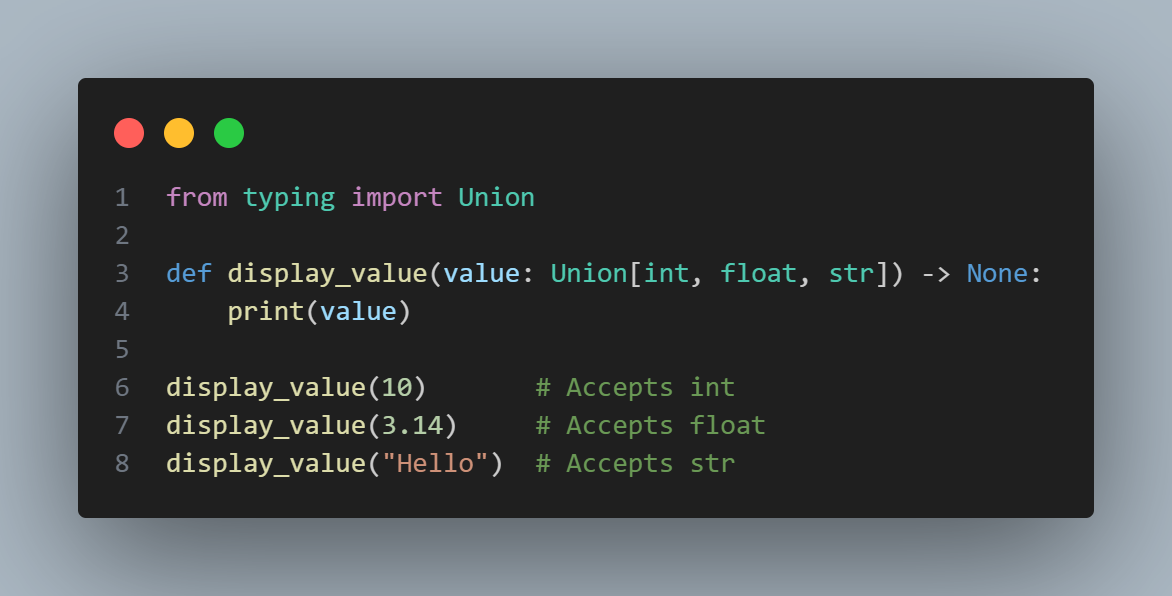 1 from typing import Union
2
3 def display_value(value: Union[int, float, str]) -> None:
4     print(value)
5
6 display_value(10)       # Accepts int
7 display_value(3.14)     # Accepts float
8 display_value("Hello")  # Accepts str